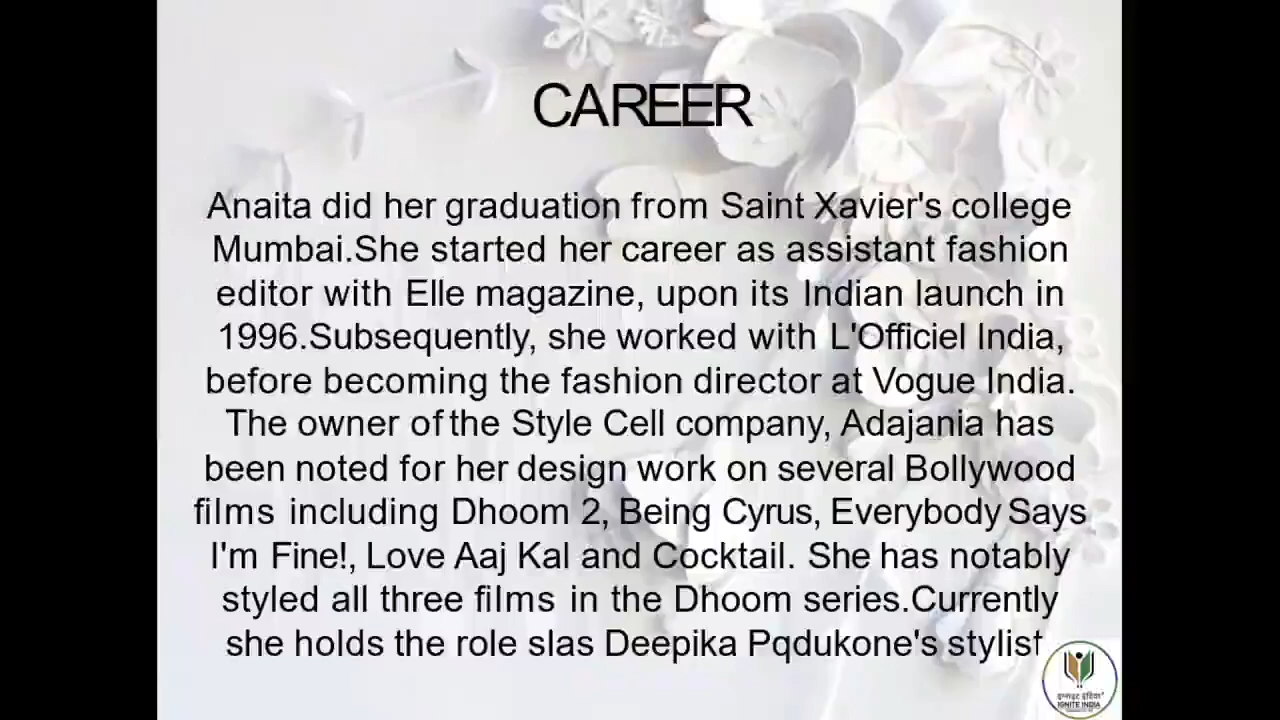 CAREER
Anaita did her graduation from Saint Xavier's college
Mumbai.She started her career as assistant fashion
editor with Elle magazine, upon its Indian launch in
1996.Subsequently, she worked with L'Officiel India,
before becoming the fashion director at Vogue India.
The owner of the Style Cell company, Adajania has
been noted for her design work on several Bollywood
films including Dhoom 2, Being Cyrus, Everybody Says
I'm Fine!, Love Aaj Kal and Cocktail. She has notably
styled all three films in the Dhoom series.Currently
she holds the role slas Deepika Pqdukone's stylist
इग्नाइट इंडिया
IGNITE INDIA